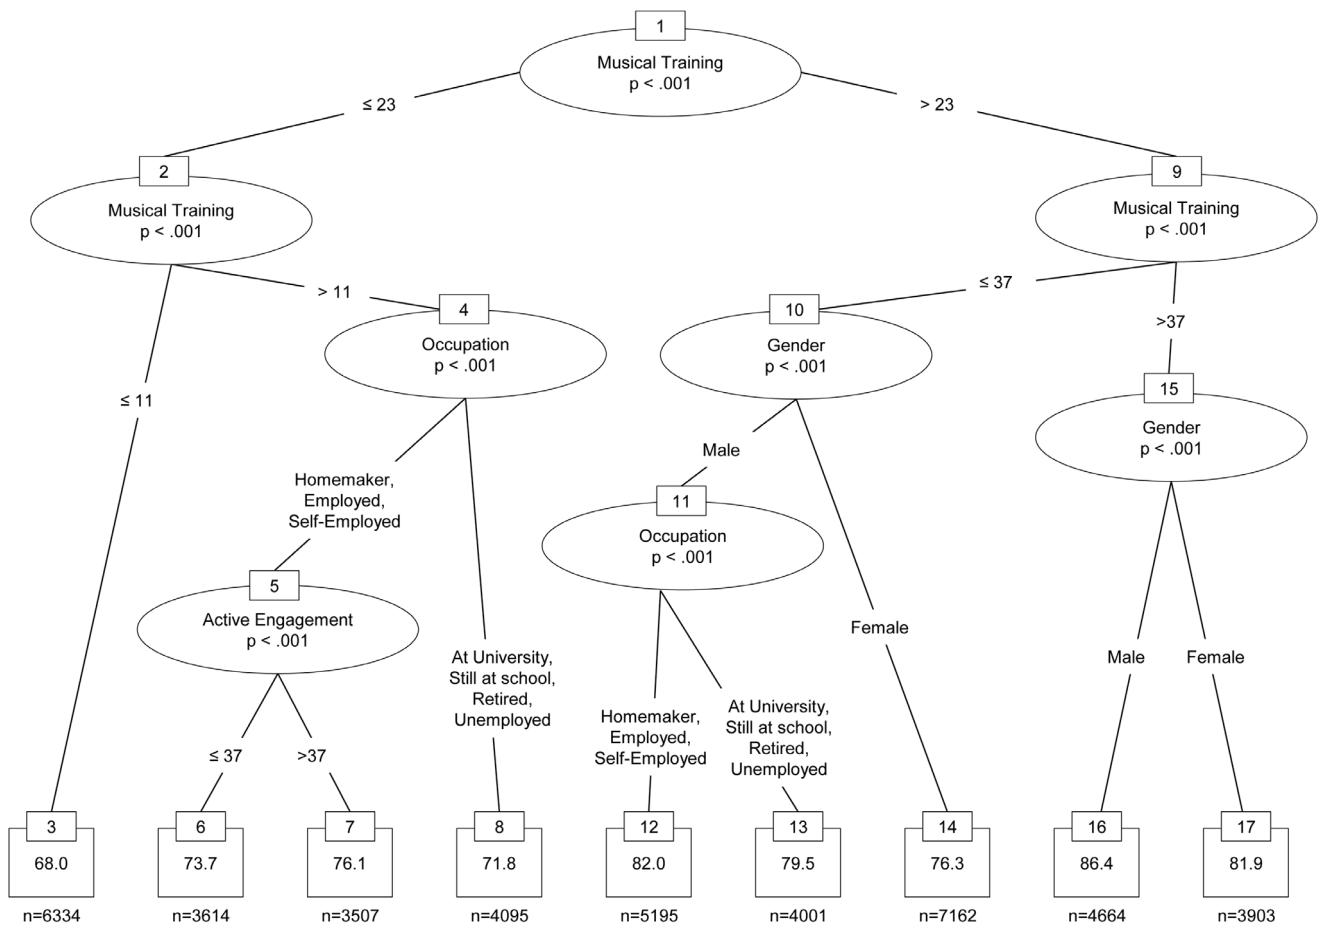 1
Musical Training
p < .001
≤ 23
> 23
2
Musical Training
p < .001
9
Musical Training
p < .001
≤ 11
> 11
≤ 37
>37
4
Occupation
p < .001
10
Gender
p < .001
15
Gender
p < .001
Homemaker,
Employed,
Self-Employed
At University,
Still at school,
Retired,
Unemployed
Male
Female
11
Occupation
p < .001
5
Active Engagement
p < .001
≤ 37
>37
Homemaker,
Employed,
Self-Employed
At University,
Still at school,
Retired,
Unemployed
Male
Female
3
68.0
n=6334
6
73.7
n=3614
7
76.1
n=3507
8
71.8
n=4095
12
82.0
n=5195
13
79.5
n=4001
14
76.3
n=7162
16
86.4
n=4664
17
81.9
n=3903